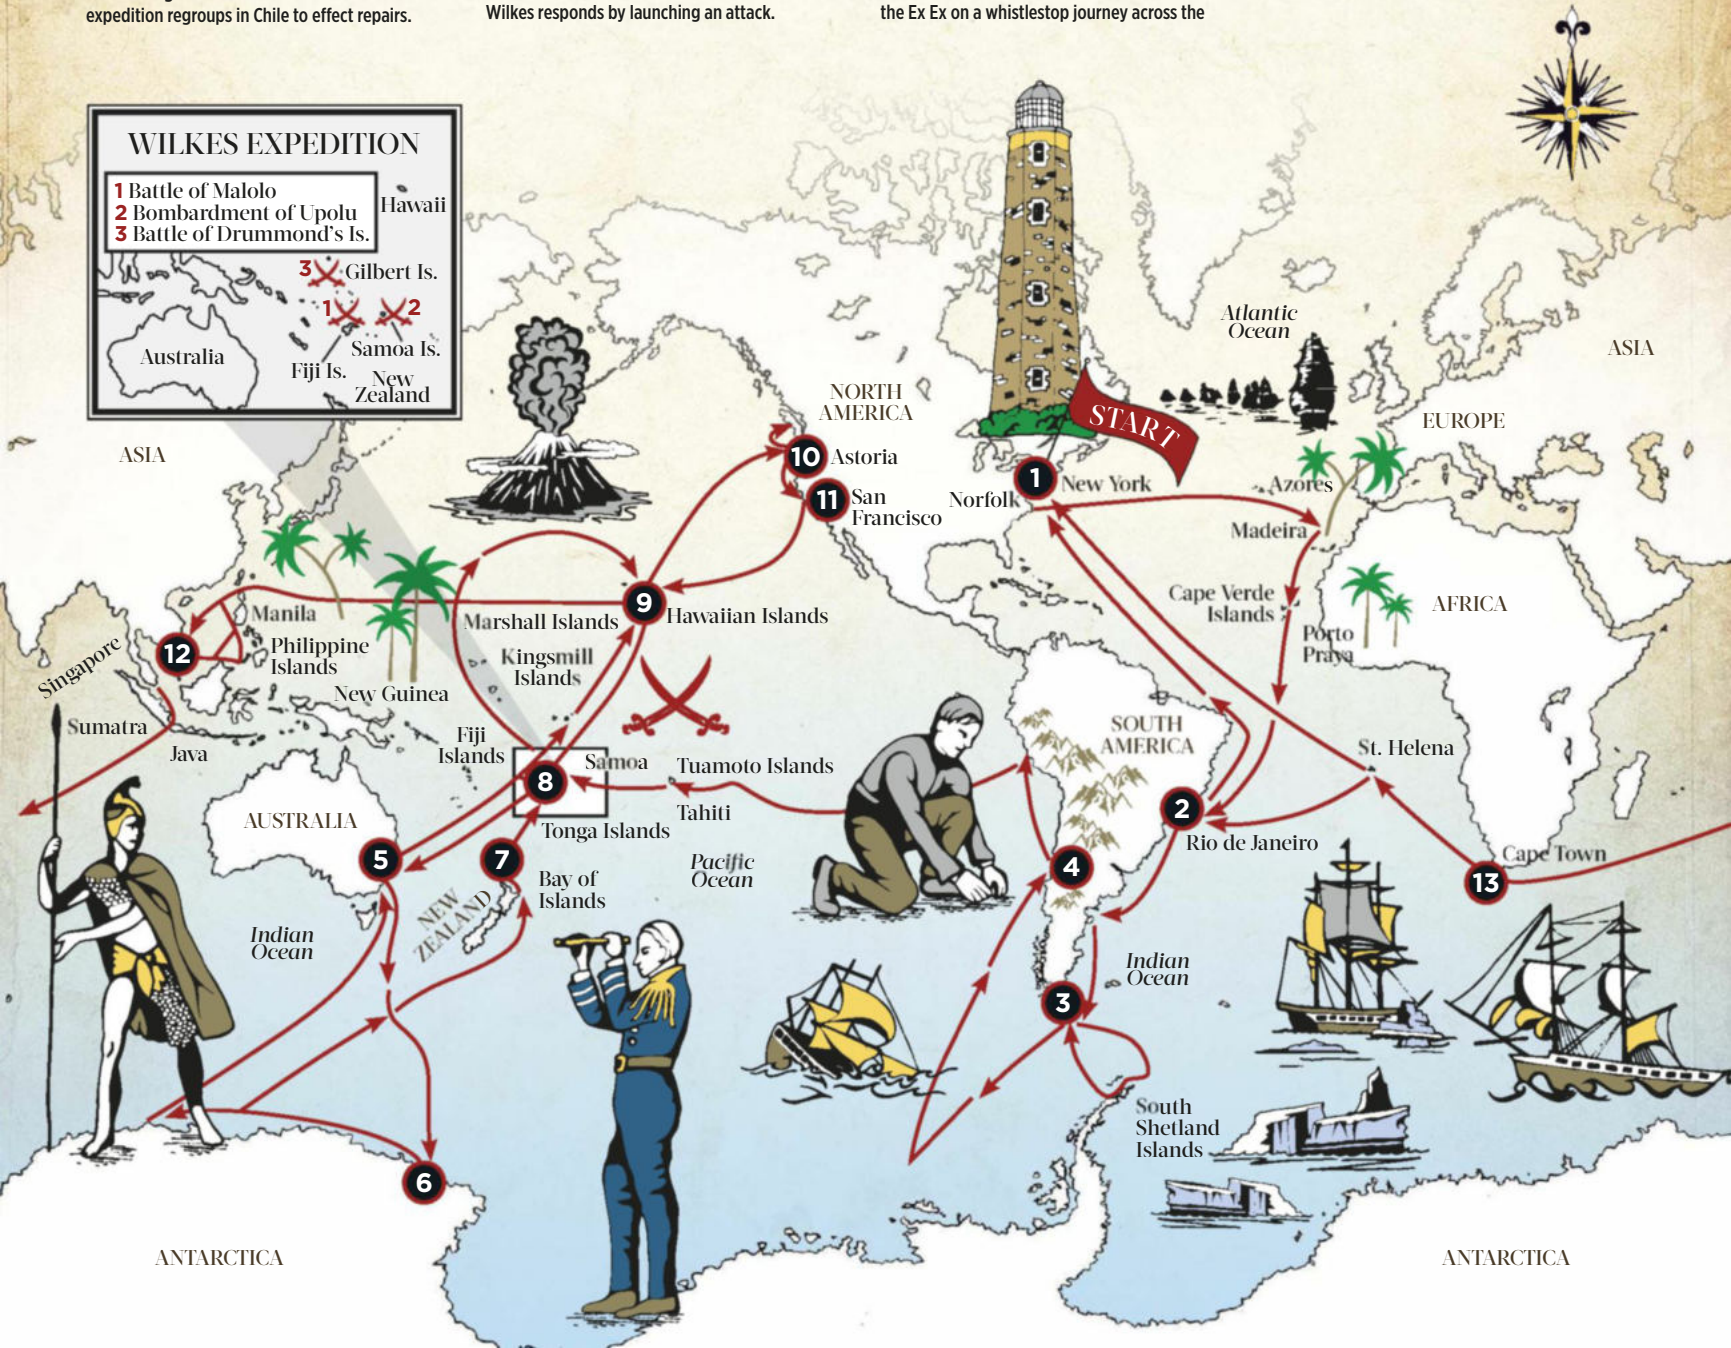 expedition regroups in Chile to effect repairs.
Wilkes responds by launching an attack.
the Ex Ex on a whistlestop journey across the
WILKES EXPEDITION
1 Battle of Malolo
2 Bombardment of Upolu
3 Battle of Drummond's Is.
Hawaii
3
Gilbert Is.
1
2
Samoa Is.
Fiji Is.
Australia
New
Zealand
Atlantic
Ocean
ASIA
NORTH
AMERICA
START
EUROPE
ASIA
10
Astoria
11
San
Francisco
1
New York
Norfolk
Azores
Madeira
Cape Verde
Islands
AFRICA
Porto
Praya
9
Hawaiian Islands
Marshall Islands
Manila
12
Philippine
Islands
Singapore
Kingsmill
Islands
New Guinea
Sumatra
Java
Fiji
Islands
SOUTH
AMERICA
St. Helena
8
Samoa
Tuamoto Islands
Tahiti
Tonga Islands
2
Rio de Janeiro
AUSTRALIA
5
7
Bay of
Islands
Pacific
Ocean
4
Cape Town
13
NEW
ZEALAND
Indian
Ocean
Indian
Ocean
3
South
Shetland
Islands
6
ANTARCTICA
ANTARCTICA